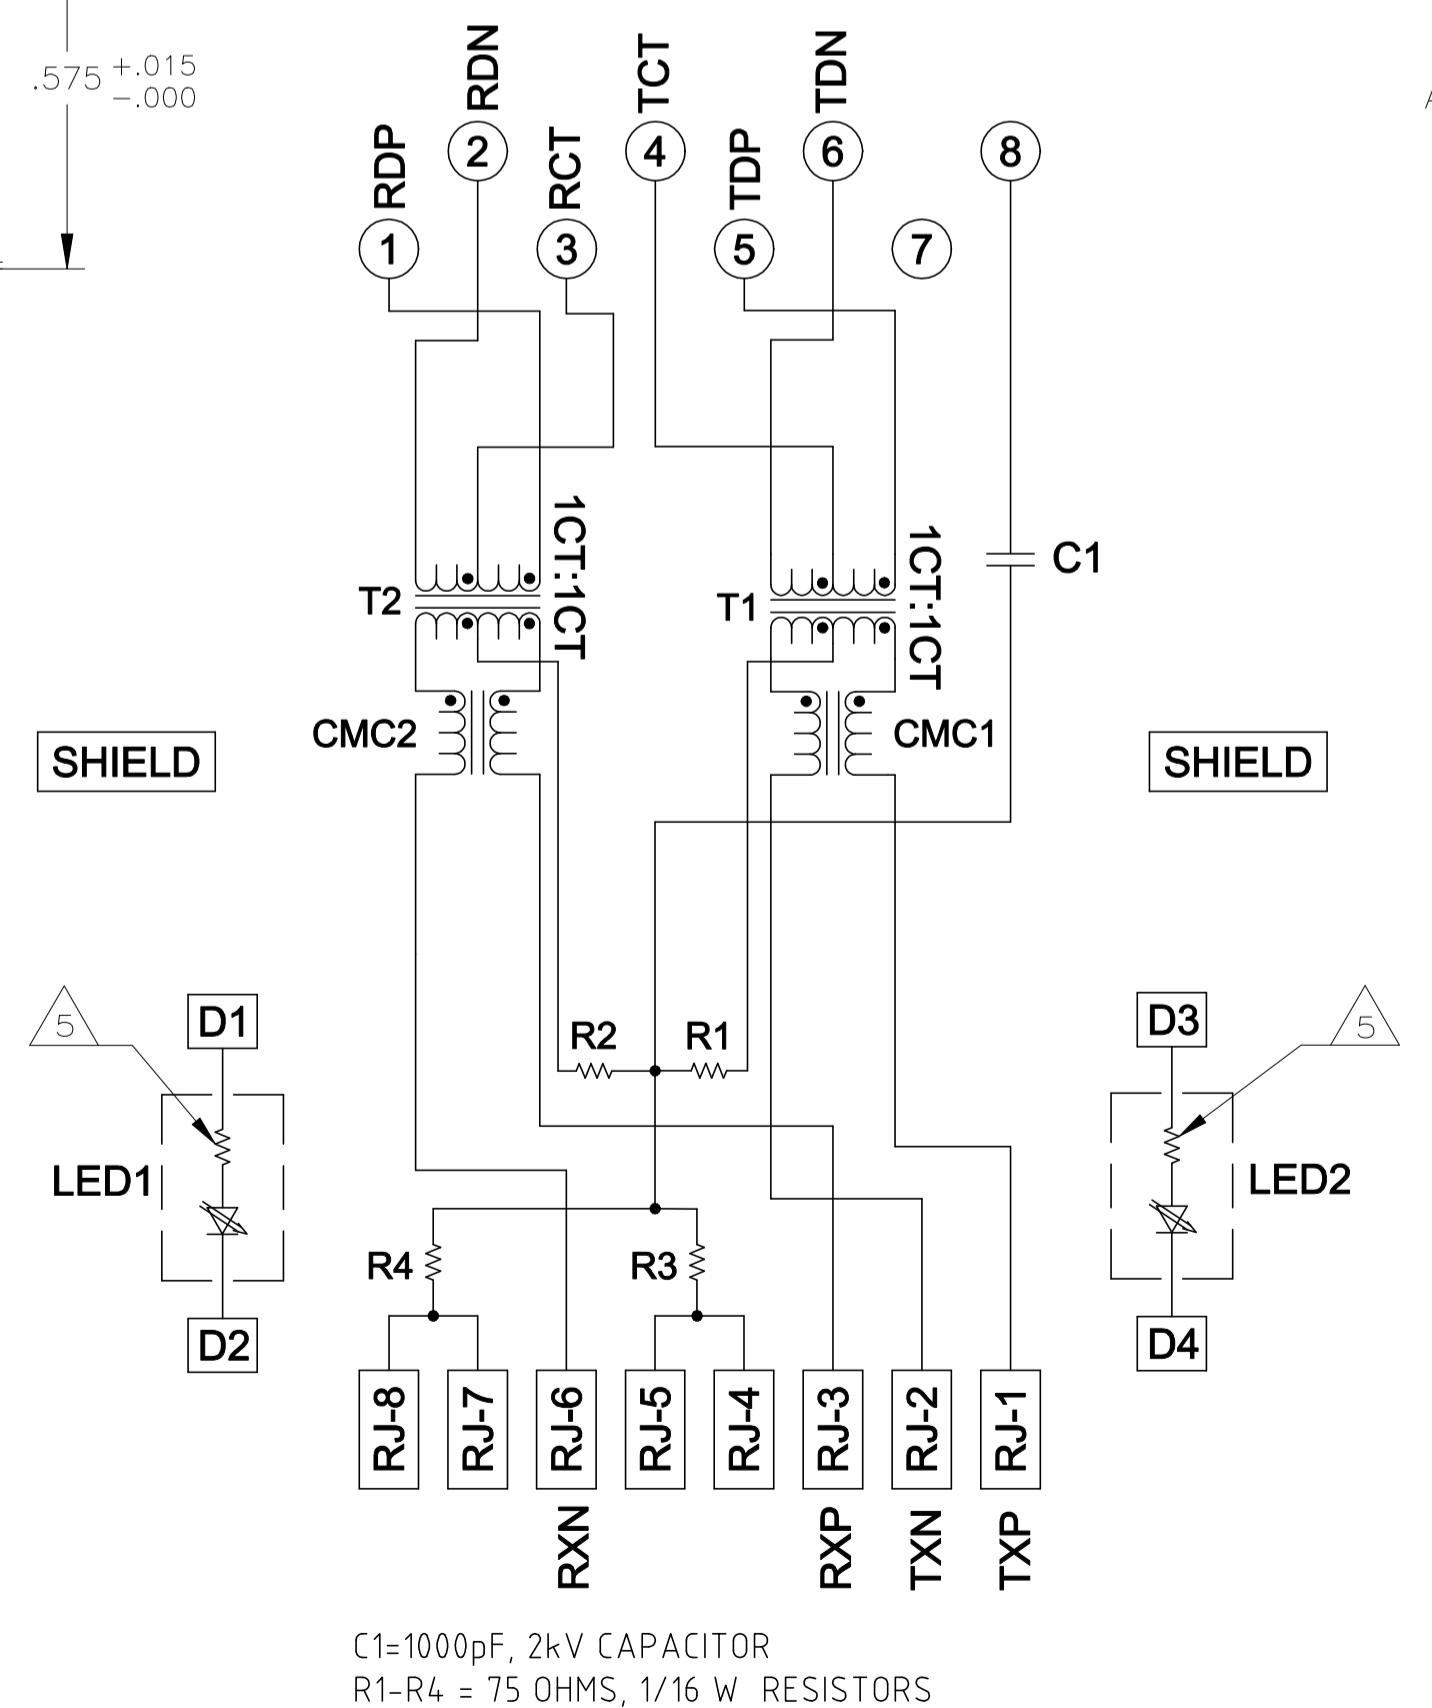 .575 +.015
-.000
RDP
RDN
RCT
TCT
TDP
TDN
1
2
3
4
5
6
7
8
1CT:1CT
1CT:1CT
T2
T1
C1
CMC2
CMC1
SHIELD
SHIELD
5
D1
R2
R1
D3
5
LED1
LED2
R4
R3
D2
D4
RJ-8
RJ-7
RJ-6
RJ-5
RJ-4
RJ-3
RJ-2
RJ-1
RXN
RXP
TXN
TXP
C1=1000pF, 2kV CAPACITOR
R1-R4 = 75 OHMS, 1/16 W RESISTORS